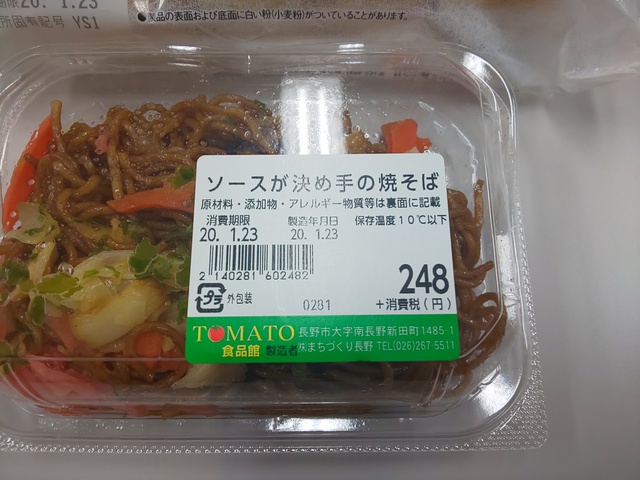 20. 1.23
所固有記号 YS1
●製品の表面および底面に白い粉(小麦粉)がついていることがあります。
ソースが決め手の焼そば
原材料・添加物・アレルギー物質等は裏面に記載
消費期限 製造年月日 保存温度10℃以下
20. 1.23 20. 1.23
2140281602482
248
プラ 外包装 0281 +消費税(円)
TOMATO 長野市大字南長野新田町1485-1
食品館 製造者 ㈱まちづくり長野 TEL(026)267-5511